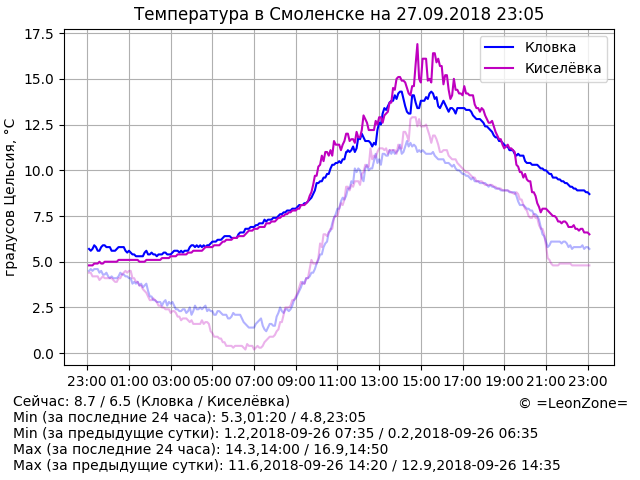 Температура в Смоленске на 27.09.2018 23:05
17.5
15.0
12.5
10.0
7.5
5.0
2.5
0.0
градусов Цельсия, °C
Кловка
Киселёвка
23:00 01:00 03:00 05:00 07:00 09:00 11:00 13:00 15:00 17:00 19:00 21:00 23:00
Сейчас: 8.7 / 6.5 (Кловка / Киселёвка)
© =LeonZone=
Min (за последние 24 часа): 5.3,01:20 / 4.8,23:05
Min (за предыдущие сутки): 1.2,2018-09-26 07:35 / 0.2,2018-09-26 06:35
Max (за последние 24 часа): 14.3,14:00 / 16.9,14:50
Max (за предыдущие сутки): 11.6,2018-09-26 14:20 / 12.9,2018-09-26 14:35